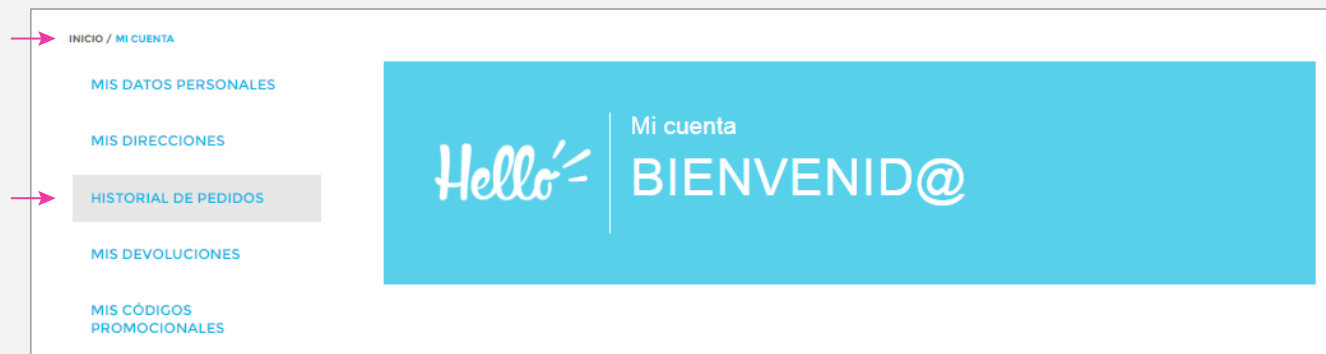 INICIO / MI CUENTA
MIS DATOS PERSONALES
MIS DIRECCIONES
HISTORIAL DE PEDIDOS
MIS DEVOLUCIONES
MIS CÓDIGOS
PROMOCIONALES
Hello
Mi cuenta
BIENVENID@